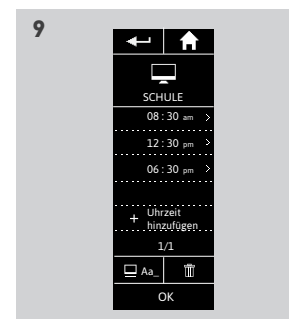 9
SCHULE
08:30 am >
12:30 pm >
06:30 pm >
+ Uhrzeit
hinzufügen
1/1
Aa_
OK